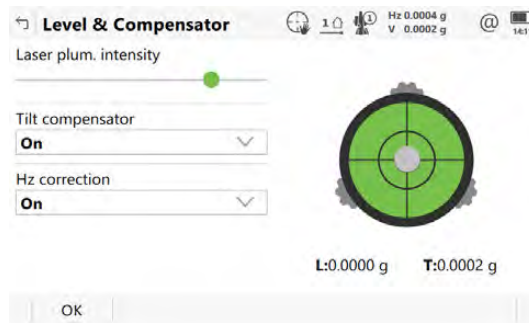 Level & Compensator
1
1
Hz 0.0004 g
V 0.0002 g
@
Laser plum. intensity
Tilt compensator
On
Hz correction
On
L:0.0000 g T:0.0002 g
OK